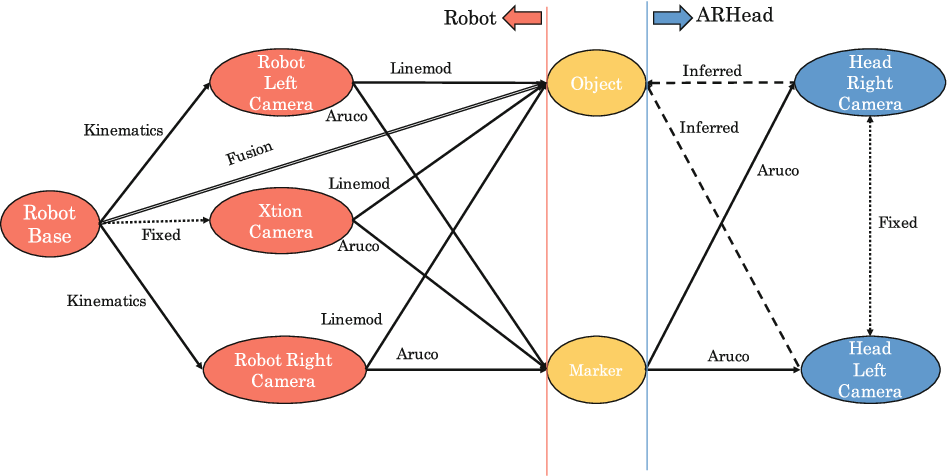 Robot
ARHead
Robot
Left
Camera
Linemod
Object
Inferred
Head
Right
Camera
Aruco
Kinematics
Inferred
Fusion
Linemod
Aruco
Robot
Base
Xtion
Camera
Fixed
Aruco
Fixed
Kinematics
Linemod
Robot Right
Camera
Aruco
Marker
Aruco
Head
Left
Camera